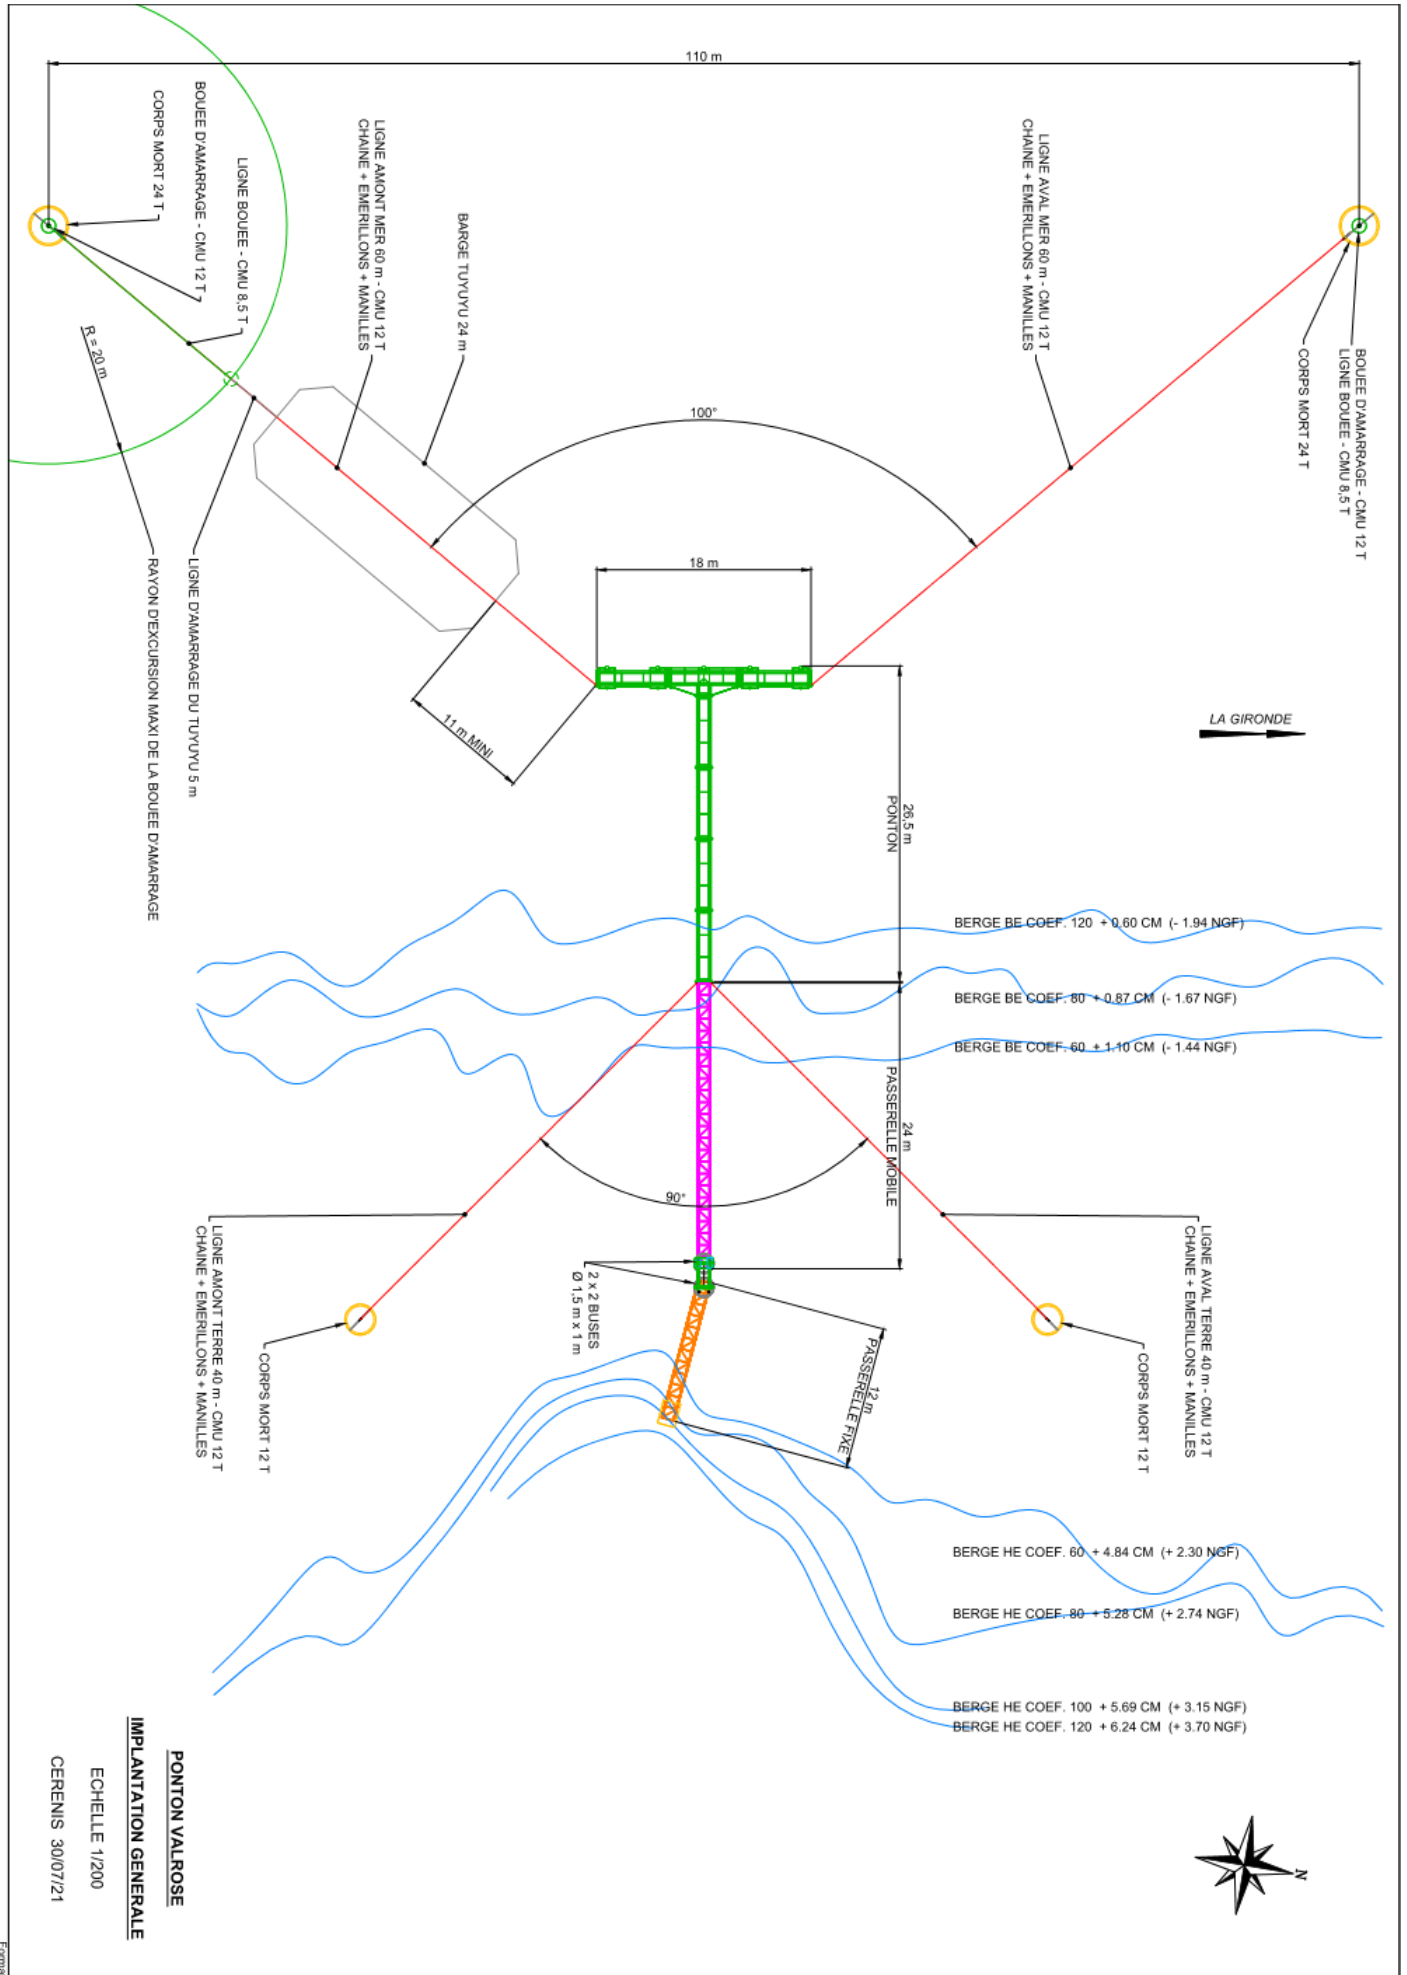 110 m
CORPS MORT 24 T
BOUEE D'AMARRAGE - CMU 12 T
LIGNE BOUEE - CMU 8,5 T
LIGNE AMONT MER 60 m - CMU 12 T
CHAINE + EMERILLONS + MANILLES
BARGE TUYUYU 24 m
LIGNE AVAL MER 60 m - CMU 12 T
CHAINE + EMERILLONS + MANILLES
BOUEE D'AMARRAGE - CMU 12 T
LIGNE BOUEE - CMU 8,5 T
CORPS MORT 24 T
R = 20 m
100°
18 m
LIGNE D'AMARRAGE DU TUYUYU 5 m
RAYON D'EXCURSION MAXI DE LA BOUEE D'AMARRAGE
11 m MINI
LA GIRONDE
26,5 m
PONTON
BERGE BE COEF. 120 + 0.60 CM (- 1.94 NGF)
BERGE BE COEF. 80 + 0.87 CM (- 1.67 NGF)
BERGE BE COEF. 60 + 1.10 CM (- 1.44 NGF)
24 m
PASSERELLE MOBILE
90°
LIGNE AMONT TERRE 40 m - CMU 12 T
CHAINE + EMERILLONS + MANILLES
CORPS MORT 12 T
2 x 2 BUSES
Ø 1,5 m x 1 m
12 m
PASSERELLE FIXE
LIGNE AVAL TERRE 40 m - CMU 12 T
CHAINE + EMERILLONS + MANILLES
CORPS MORT 12 T
BERGE HE COEF. 60 + 4.84 CM (+ 2.30 NGF)
BERGE HE COEF. 80 + 5.28 CM (+ 2.74 NGF)
BERGE HE COEF. 100 + 5.69 CM (+ 3.15 NGF)
BERGE HE COEF. 120 + 6.24 CM (+ 3.70 NGF)
N
PONTON VALROSE
IMPLANTATION GENERALE
ECHELLE 1/200
CERENIS 30/07/21